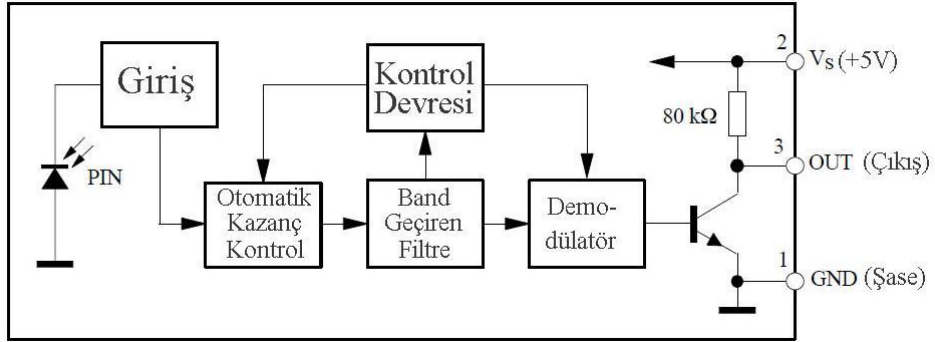 Giriş
PIN
Otomatik
Kazanç
Kontrol
Kontrol
Devresi
Band
Geçiren
Filtre
Demo-
dülatör
80 kΩ
2
Vs (+5V)
3
OUT (Çıkış)
1
GND (Şase)